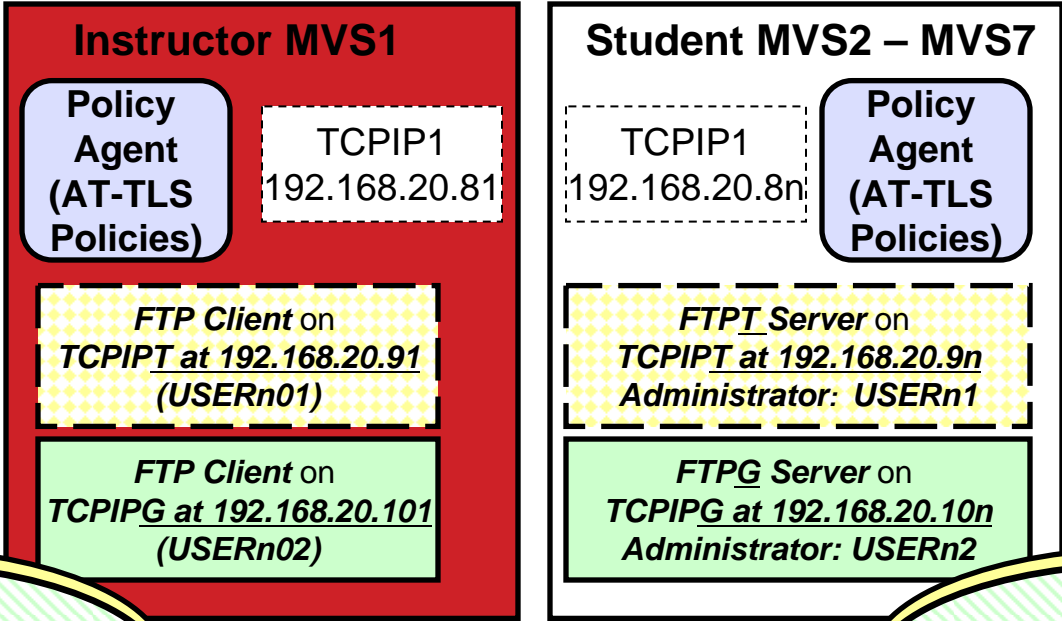 Instructor MVS1
Policy
Agent
(AT-TLS
Policies)
TCPIP1
192.168.20.81
FTP Client on
TCPIPT at 192.168.20.91
(USERn01)
FTP Client on
TCPIPG at 192.168.20.101
(USERn02)
Student MVS2 – MVS7
TCPIP1
192.168.20.8n
Policy
Agent
(AT-TLS
Policies)
FTPT Server on
TCPIPT at 192.168.20.9n
Administrator: USERn1
FTPG Server on
TCPIPG at 192.168.20.10n
Administrator: USERn2